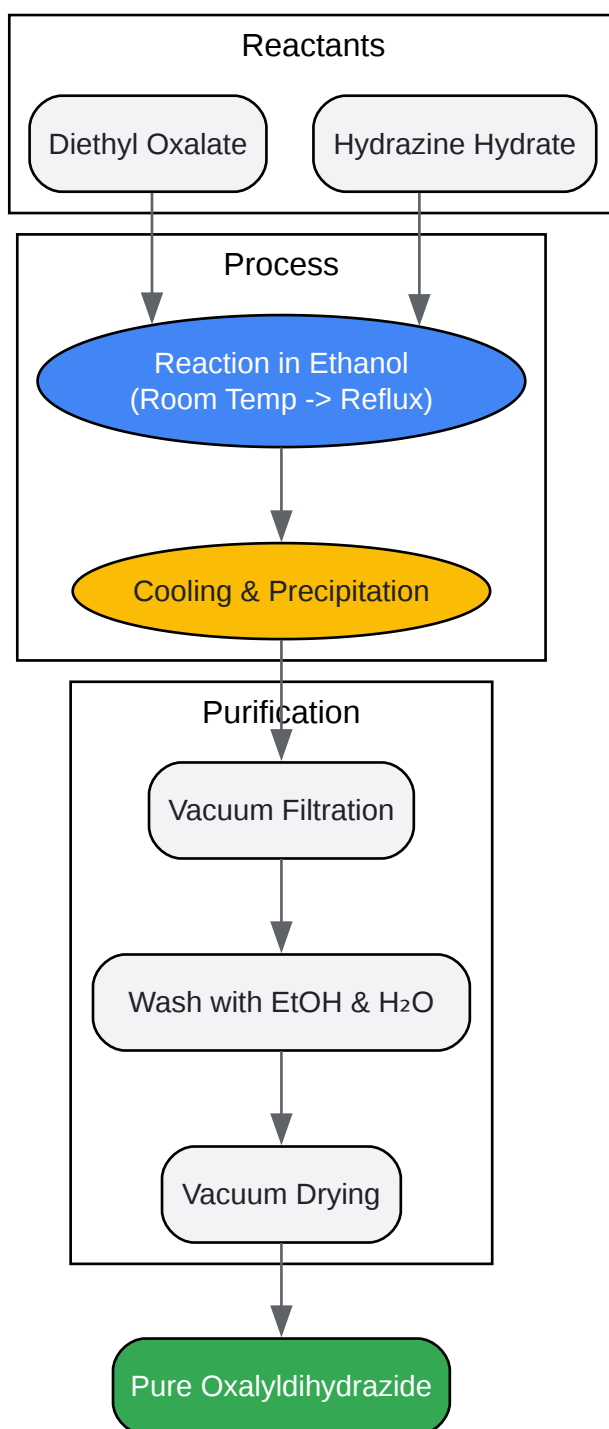 Reactants
Diethyl Oxalate
Hydrazine Hydrate
Process
Reaction in Ethanol
(Room Temp -> Reflux)
Cooling & Precipitation
Purification
Vacuum Filtration
Wash with EtOH & H₂O
Vacuum Drying
Pure Oxalyldihydrazide